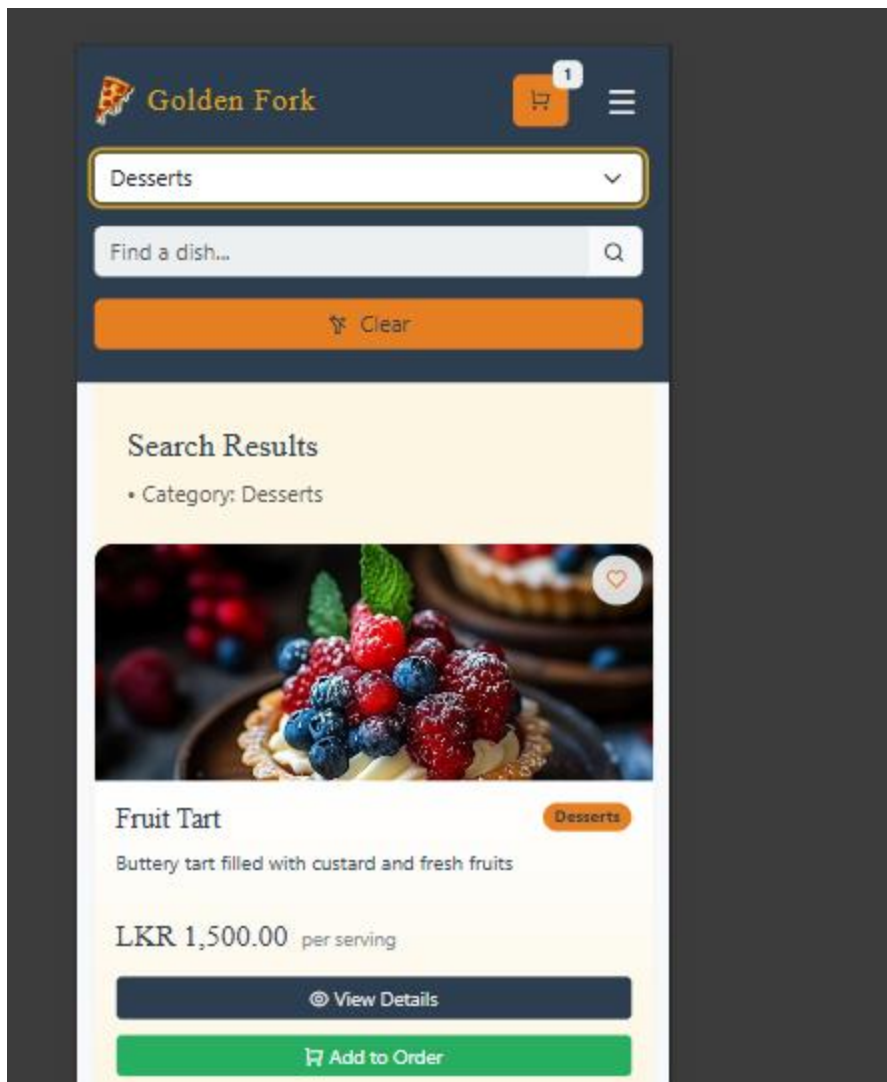 Golden Fork
1
Desserts
Find a dish...
Clear
Search Results
• Category: Desserts
Fruit Tart
Desserts
Buttery tart filled with custard and fresh fruits
LKR 1,500.00 per serving
View Details
Add to Order